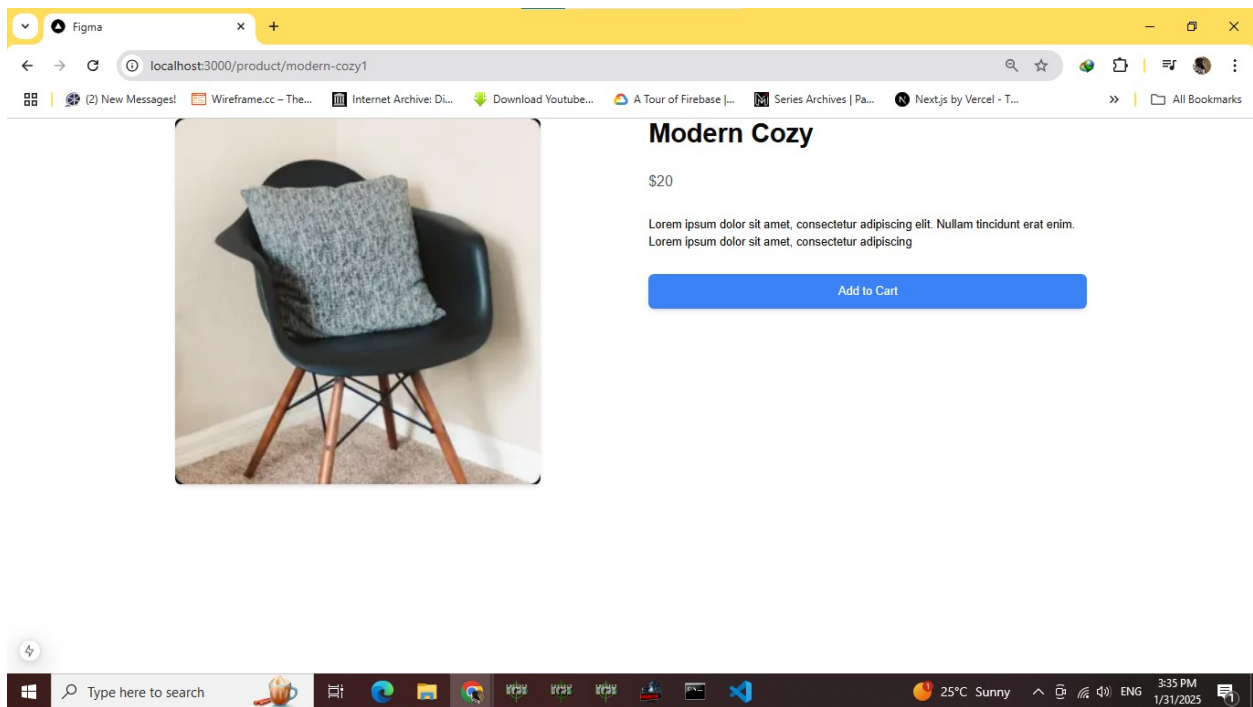 Figma
localhost:3000/product/modern-cozy1
(2) New Messages!
Wireframe.cc – The...
Internet Archive: Di...
Download Youtube...
A Tour of Firebase |...
Series Archives | Pa...
Next.js by Vercel - T...
»
All Bookmarks
Modern Cozy
$20
Lorem ipsum dolor sit amet, consectetur adipiscing elit. Nullam tincidunt erat enim.
Lorem ipsum dolor sit amet, consectetur adipiscing
Add to Cart
Type here to search
25°C Sunny
ENG
3:35 PM
1/31/2025